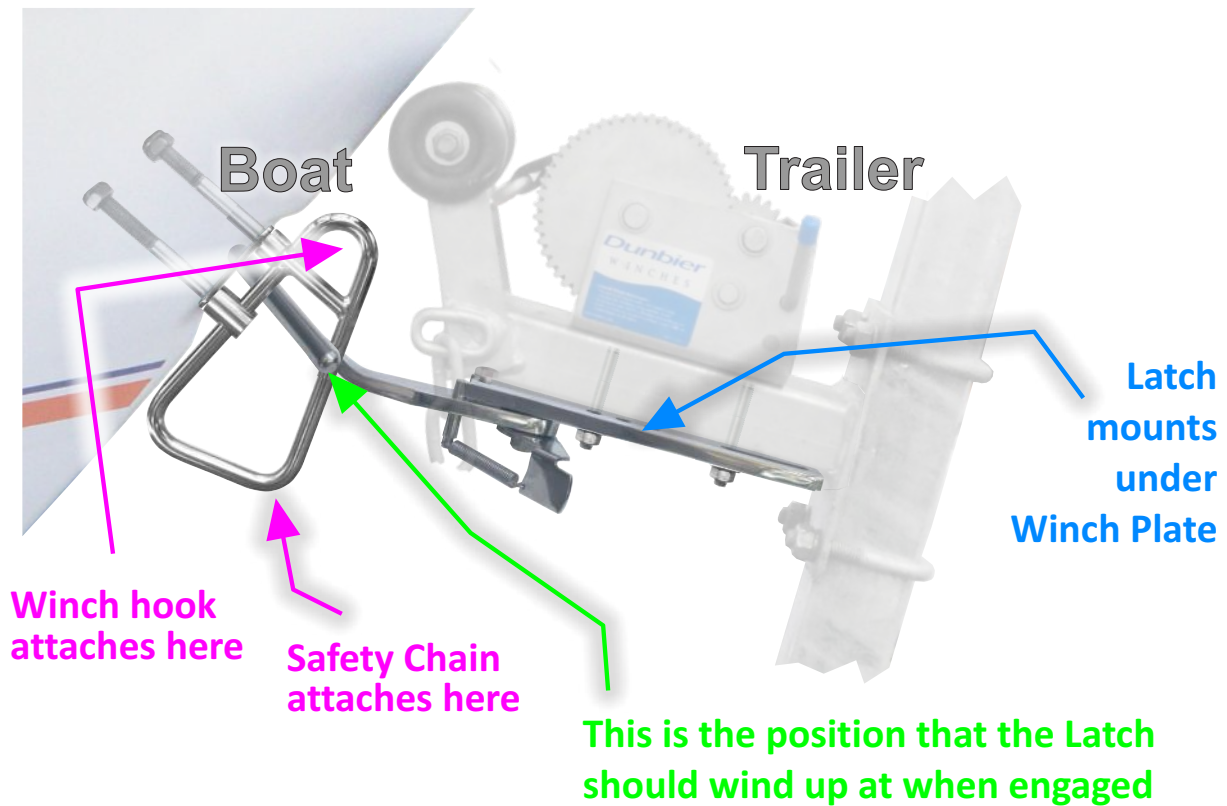 Boat
Trailer
Dunbier
WINCHES
Latch
mounts
under
Winch Plate
Winch hook
attaches here
Safety Chain
attaches here
This is the position that the Latch
should wind up at when engaged